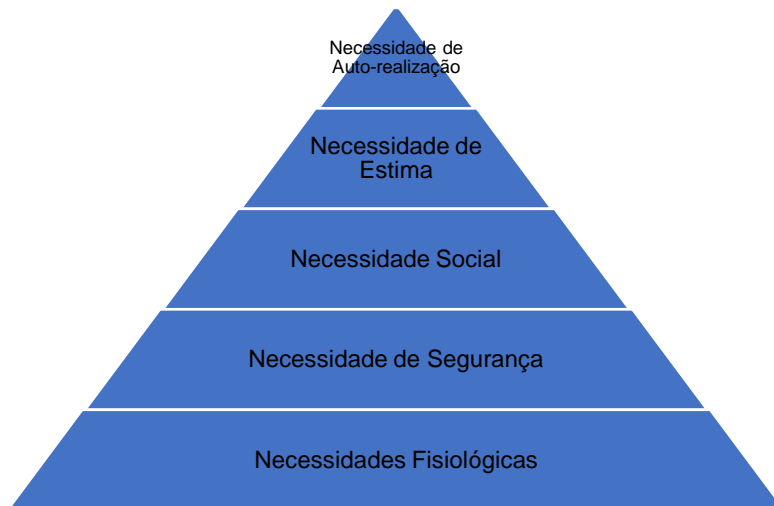 Necessidade de
Auto-realização
Necessidade de
Estima
Necessidade Social
Necessidade de Segurança
Necessidades Fisiológicas